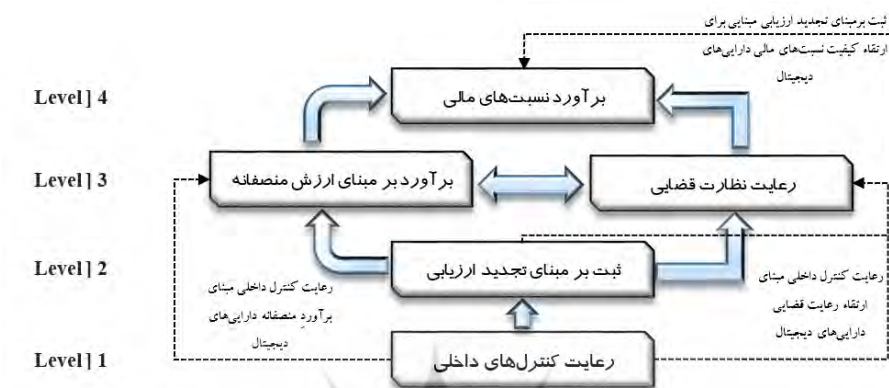 ثبت برمبنای تجدید ارزیابی مبنایی برای
ارتقاء کیفیت نسبت‌های مالی دارایی‌های
دیجیتال
Level ] 4
برآورد نسبت‌های مالی
Level ] 3
رعایت نظارت قضایی
برآورد بر مبنای ارزش منصفانه
Level ] 2
ثبت بر مبنای تجدید ارزیابی
رعایت کنترل داخلی مبنای
ارتقاء رعایت قضایی
دارایی‌های دیجیتال
رعایت کنترل داخلی مبنای
برآوردِ منصفانه دارایی‌های
دیجیتال
Level ] 1
رعایت کنترل‌های داخلی